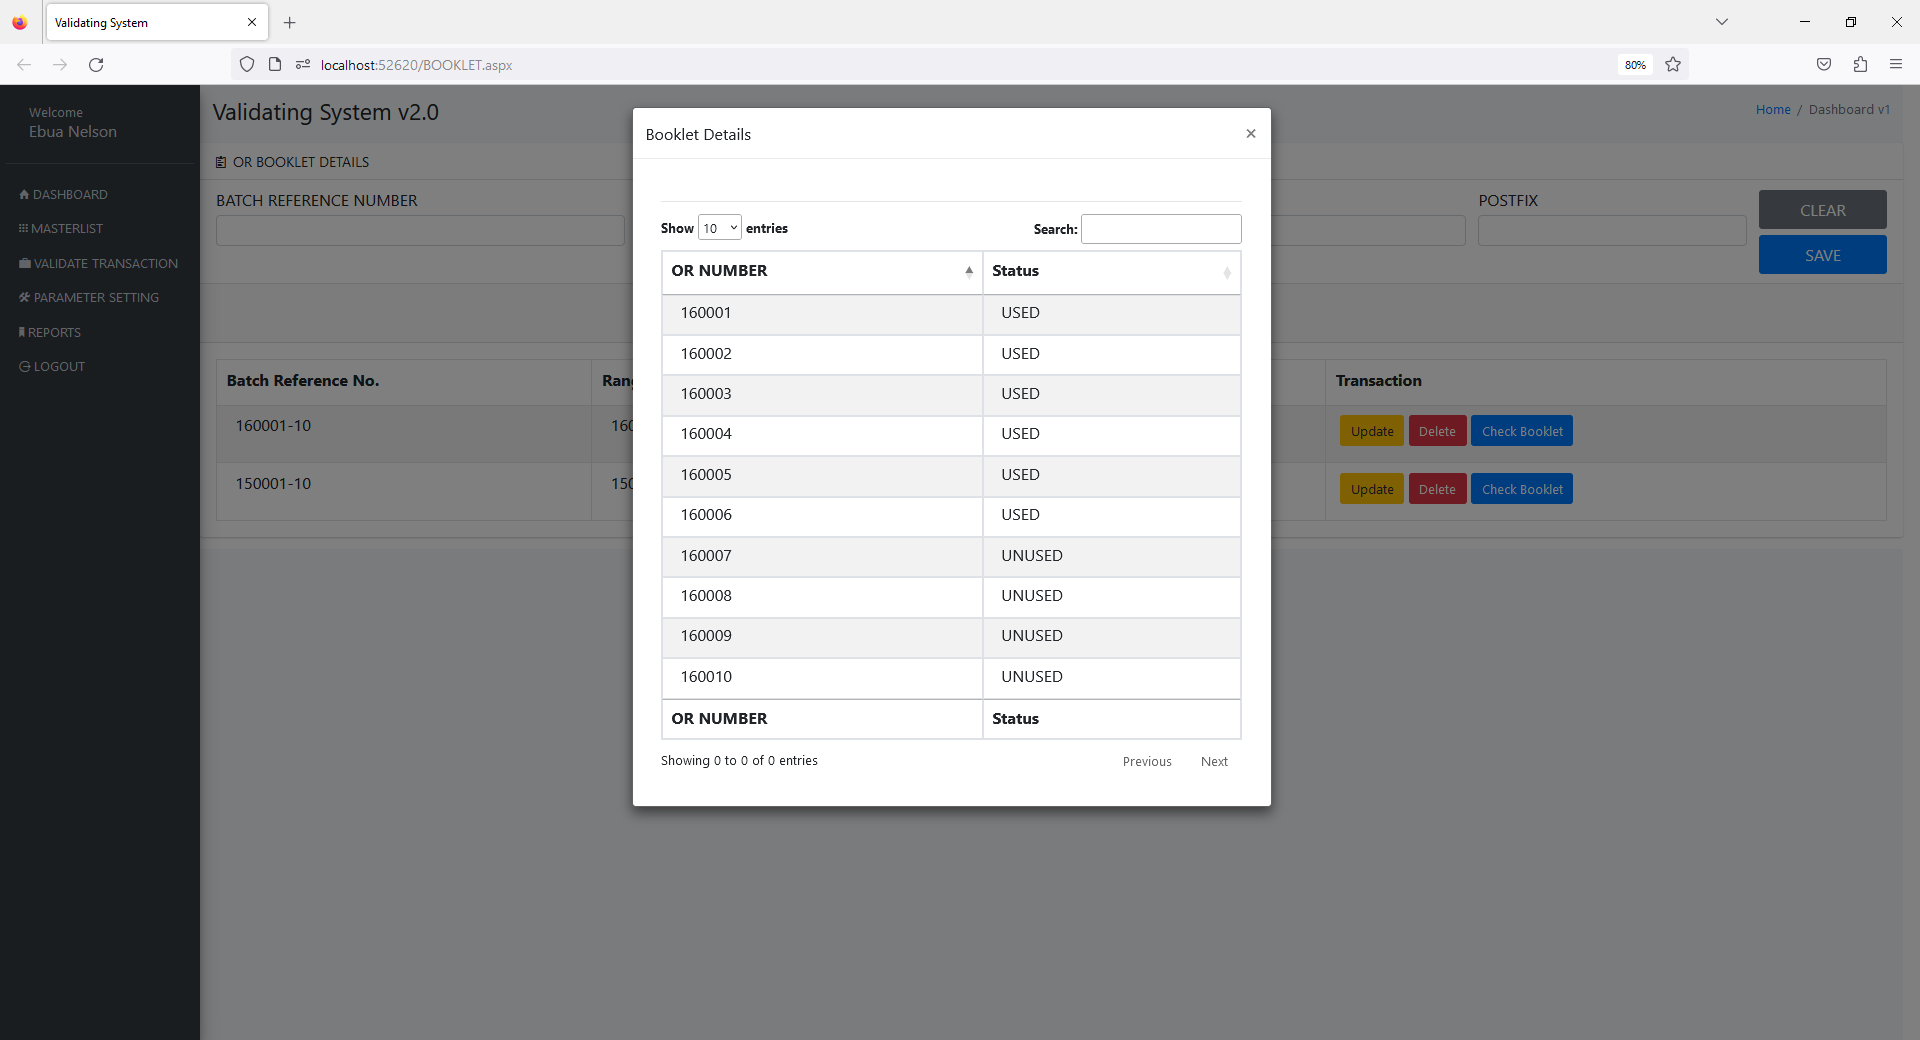 Validating System
localhost:52620/BOOKLET.aspx
80%
Welcome
Ebua Nelson
DASHBOARD
MASTERLIST
VALIDATE TRANSACTION
PARAMETER SETTING
REPORTS
LOGOUT
Validating System v2.0
Home / Dashboard v1
OR BOOKLET DETAILS
BATCH REFERENCE NUMBER
POSTFIX
CLEAR
SAVE
Batch Reference No.
Transaction
160001-10
Update Delete Check Booklet
150001-10
Update Delete Check Booklet
Booklet Details
×
Show 10 entries
Search:
OR NUMBER Status
160001 USED
160002 USED
160003 USED
160004 USED
160005 USED
160006 USED
160007 UNUSED
160008 UNUSED
160009 UNUSED
160010 UNUSED
OR NUMBER Status
Showing 0 to 0 of 0 entries
Previous Next